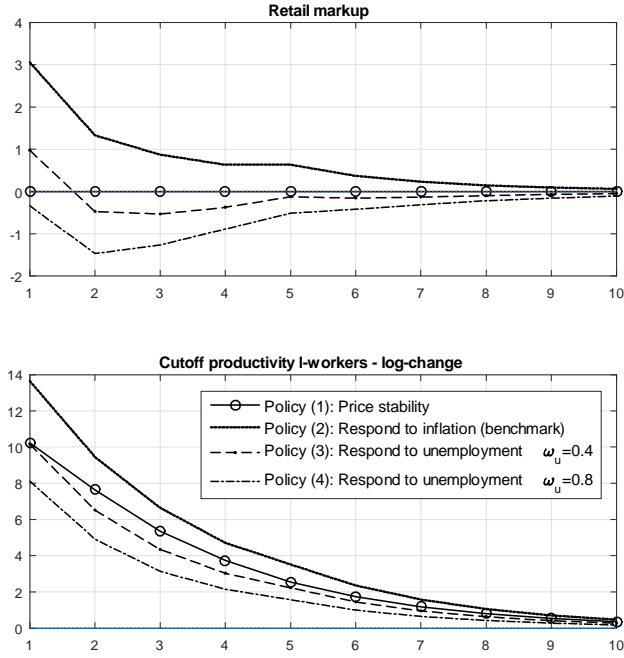 Retail markup
4
3
2
1
0
-1
-2
1 2 3 4 5 6 7 8 9 10
Cutoff productivity l-workers - log-change
14
12
10
8
6
4
2
0
Policy (1): Price stability
Policy (2): Respond to inflation (benchmark)
Policy (3): Respond to unemployment ω_u=0.4
Policy (4): Respond to unemployment ω_u=0.8
1 2 3 4 5 6 7 8 9 10